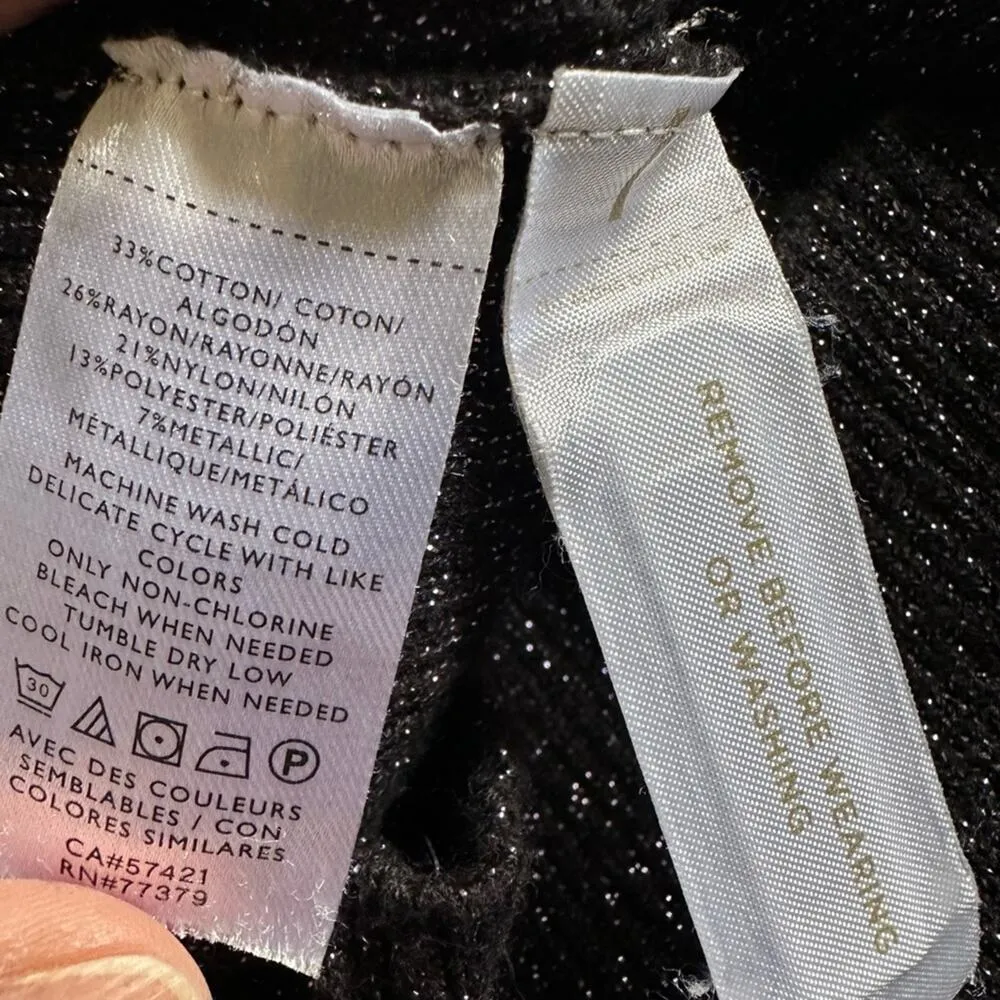 33%COTTON/ COTON/
ALGODÓN
26%RAYON/RAYONNE/RAYÓN
21%NYLON/NILÓN
13%POLYESTER/POLIÉSTER
7%METALLIC/
MÉTALLIQUE/METÁLICO
MACHINE WASH COLD
DELICATE CYCLE WITH LIKE
COLORS
ONLY NON-CHLORINE
BLEACH WHEN NEEDED
TUMBLE DRY LOW
COOL IRON WHEN NEEDED
30
P
AVEC DES COULEURS
SEMBLABLES / CON
COLORES SIMILARES
CA#57421
RN#77379
REMOVE BEFORE WEARING
OR WASHING